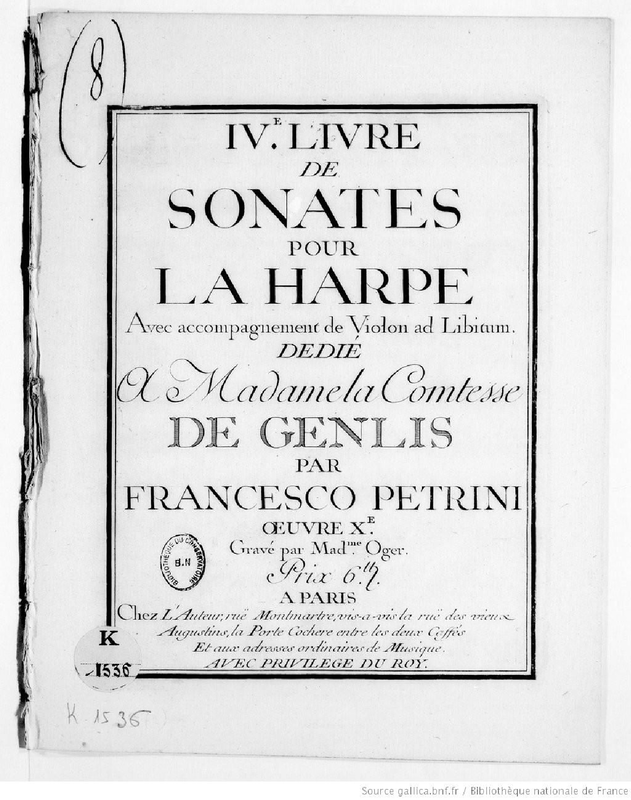 (8)
IV.E LIVRE
DE
SONATES
POUR
LA HARPE
Avec accompagnement de Violon ad Libitum.
DEDIÉ
A Madame la Comtesse
DE GENLIS
PAR
FRANCESCO PETRINI
ŒUVRE X.E
Gravé par Mad.me Oger.
Prix 6.tt
A PARIS
Chez L'Auteur, ruë Montmartre, vis-a-vis la ruë des vieux
Augustins, la Porte Cochere entre les deux Caffés
Et aux adresses ordinaires de Musique.
AVEC PRIVILEGE DU ROY.
BIBLIOTHÈQUE DU CONSERVATOIRE
B.N
K
1536
K 1536
Source gallica.bnf.fr / Bibliothèque nationale de France